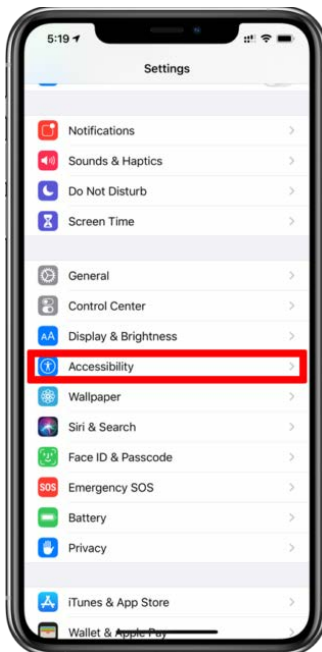 5:19
Settings
Notifications
Sounds & Haptics
Do Not Disturb
Screen Time
General
Control Center
AA Display & Brightness
Accessibility
Wallpaper
Siri & Search
Face ID & Passcode
SOS Emergency SOS
Battery
Privacy
iTunes & App Store
Wallet & Apple Pay